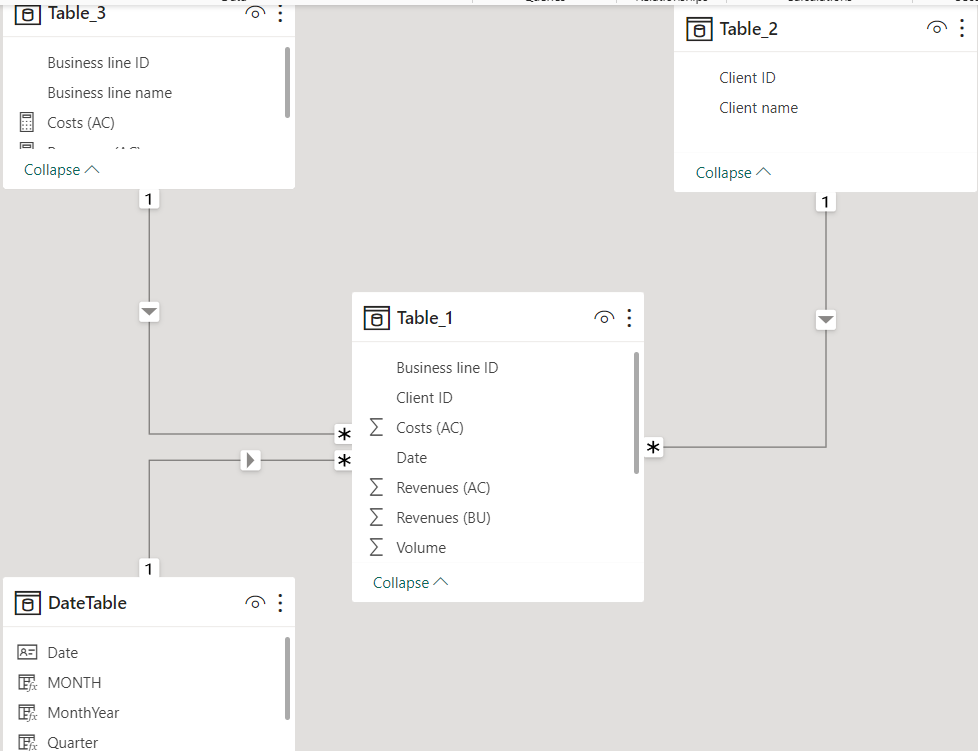 Table_3
Business line ID
Business line name
Costs (AC)
Collapse
1
Table_2
Client ID
Client name
Collapse
1
Table_1
Business line ID
Client ID
Costs (AC)
Date
Revenues (AC)
Revenues (BU)
Volume
Collapse
*
*
*
1
DateTable
Date
MONTH
MonthYear
Quarter